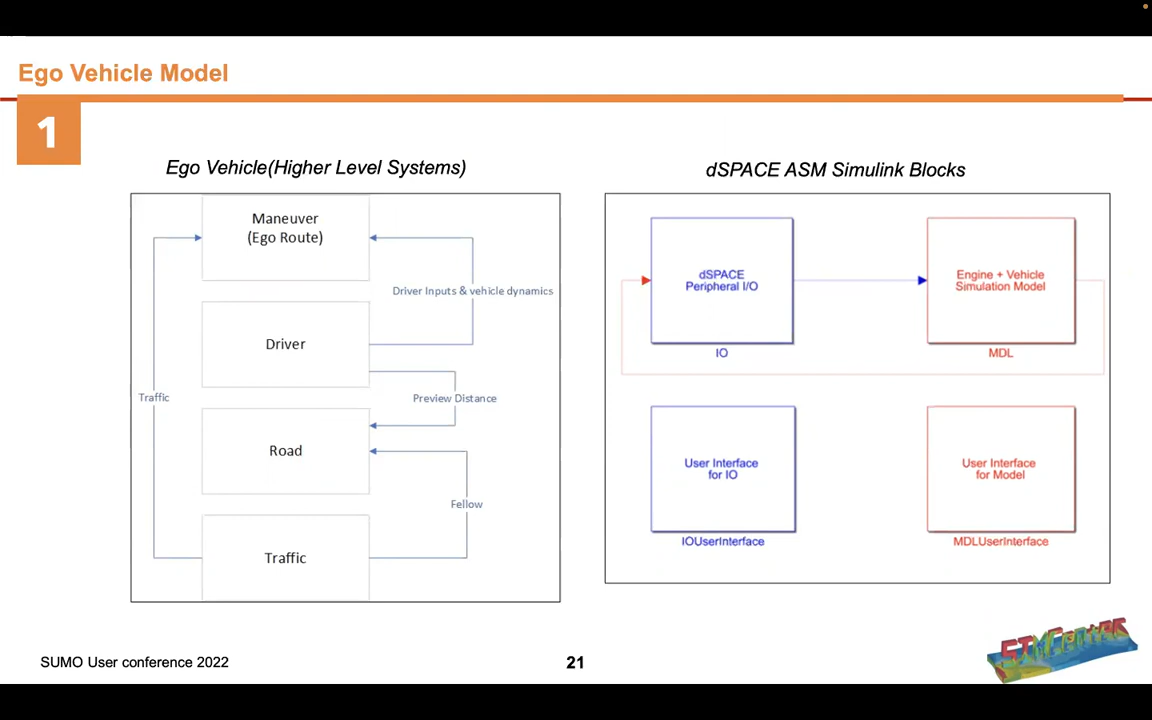 Ego Vehicle Model
1
Ego Vehicle(Higher Level Systems)
Maneuver
(Ego Route)
Driver Inputs & vehicle dynamics
Driver
Traffic
Preview Distance
Road
Fellow
Traffic
dSPACE ASM Simulink Blocks
dSPACE
Peripheral I/O
IO
Engine + Vehicle
Simulation Model
MDL
User Interface
for IO
IOUserInterface
User Interface
for Model
MDLUserInterface
SUMO User conference 2022
21